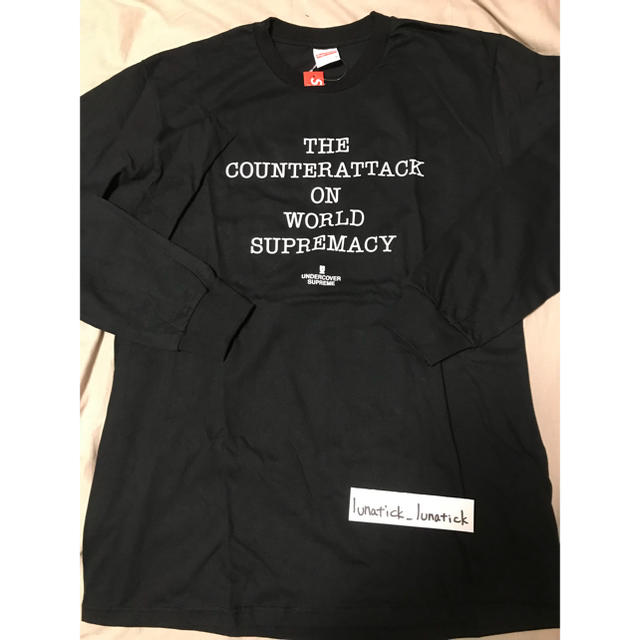 THE
COUNTERATTACK
ON
WORLD
SUPREMACY
UNDERCOVER
SUPREME
lunatick_lunatick